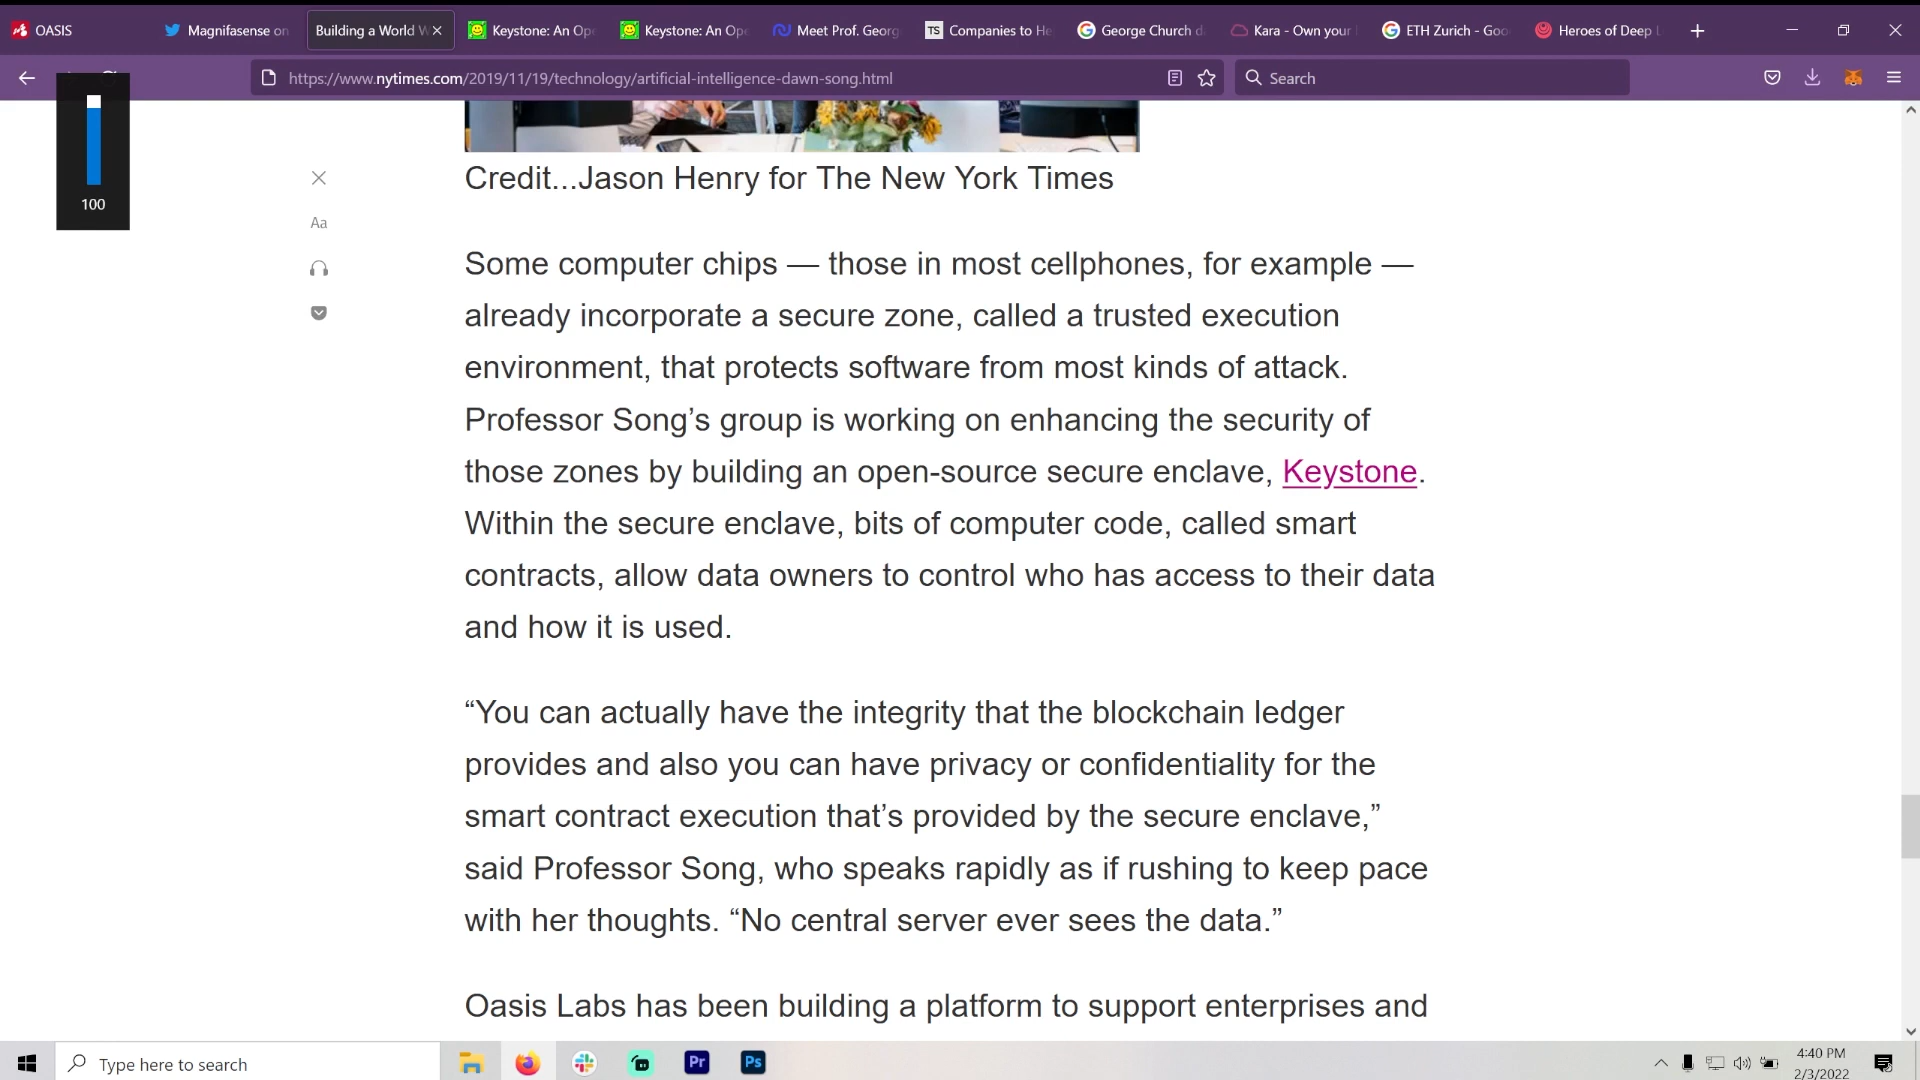 OASIS
Magnifasense on
Building a World W
Keystone: An Op
Keystone: An Op
Meet Prof. Georg
TS Companies to He
George Church d
Kara - Own your
ETH Zurich - Goo
Heroes of Deep L
https://www.nytimes.com/2019/11/19/technology/artificial-intelligence-dawn-song.html
Search
100
Aa
Credit...Jason Henry for The New York Times
Some computer chips — those in most cellphones, for example —
already incorporate a secure zone, called a trusted execution
environment, that protects software from most kinds of attack.
Professor Song’s group is working on enhancing the security of
those zones by building an open-source secure enclave, Keystone.
Within the secure enclave, bits of computer code, called smart
contracts, allow data owners to control who has access to their data
and how it is used.
“You can actually have the integrity that the blockchain ledger
provides and also you can have privacy or confidentiality for the
smart contract execution that’s provided by the secure enclave,”
said Professor Song, who speaks rapidly as if rushing to keep pace
with her thoughts. “No central server ever sees the data.”
Oasis Labs has been building a platform to support enterprises and
Type here to search
Pr
Ps
4:40 PM
2/3/2022